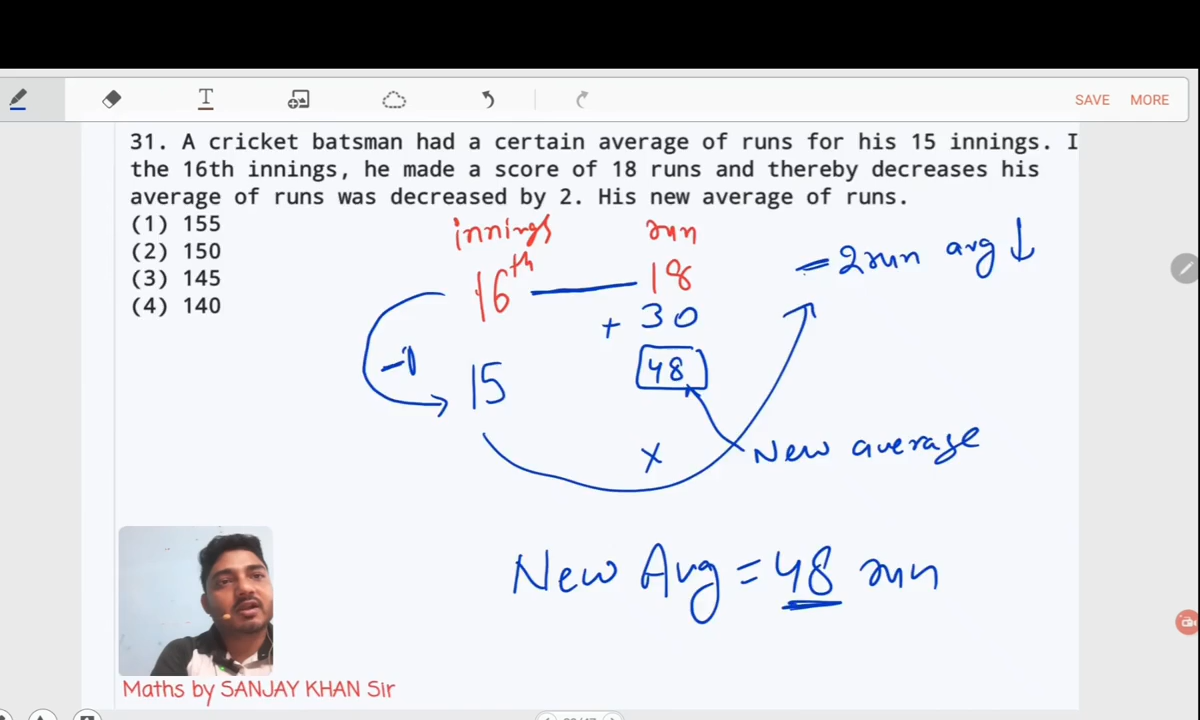 SAVE MORE
31. A cricket batsman had a certain average of runs for his 15 innings. I
the 16th innings, he made a score of 18 runs and thereby decreases his
average of runs was decreased by 2. His new average of runs.
(1) 155
(2) 150
(3) 145
(4) 140
innings run
16th 18
= 2 run avg ↓
+ 30
-1
15 48
×
New average
New Avg = 48 run
Maths by SANJAY KHAN Sir